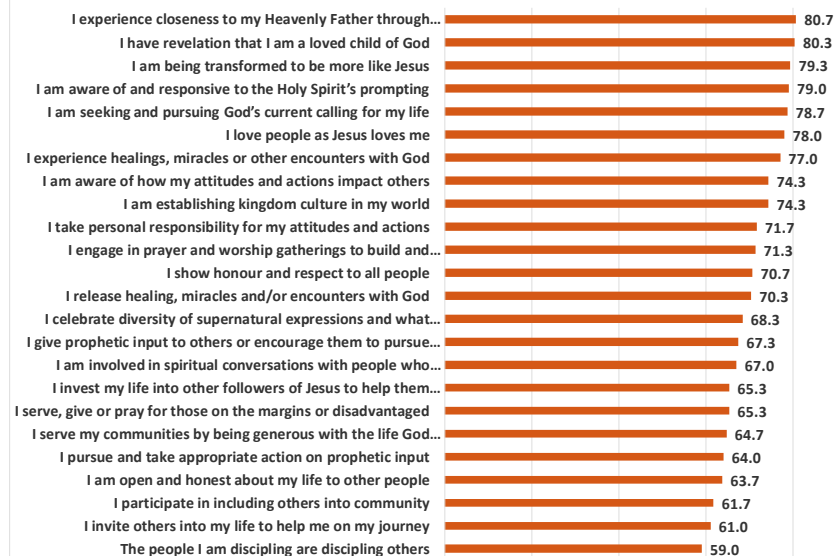 I experience closeness to my Heavenly Father through... 80.7
I have revelation that I am a loved child of God 80.3
I am being transformed to be more like Jesus 79.3
I am aware of and responsive to the Holy Spirit's prompting 79.0
I am seeking and pursuing God's current calling for my life 78.7
I love people as Jesus loves me 78.0
I experience healings, miracles or other encounters with God 77.0
I am aware of how my attitudes and actions impact others 74.3
I am establishing kingdom culture in my world 74.3
I take personal responsibility for my attitudes and actions 71.7
I engage in prayer and worship gatherings to build and... 71.3
I show honour and respect to all people 70.7
I release healing, miracles and/or encounters with God 70.3
I celebrate diversity of supernatural expressions and what... 68.3
I give prophetic input to others or encourage them to pursue... 67.3
I am involved in spiritual conversations with people who... 67.0
I invest my life into other followers of Jesus to help them... 65.3
I serve, give or pray for those on the margins or disadvantaged 65.3
I serve my communities by being generous with the life God... 64.7
I pursue and take appropriate action on prophetic input 64.0
I am open and honest about my life to other people 63.7
I participate in including others into community 61.7
I invite others into my life to help me on my journey 61.0
The people I am discipling are discipling others 59.0